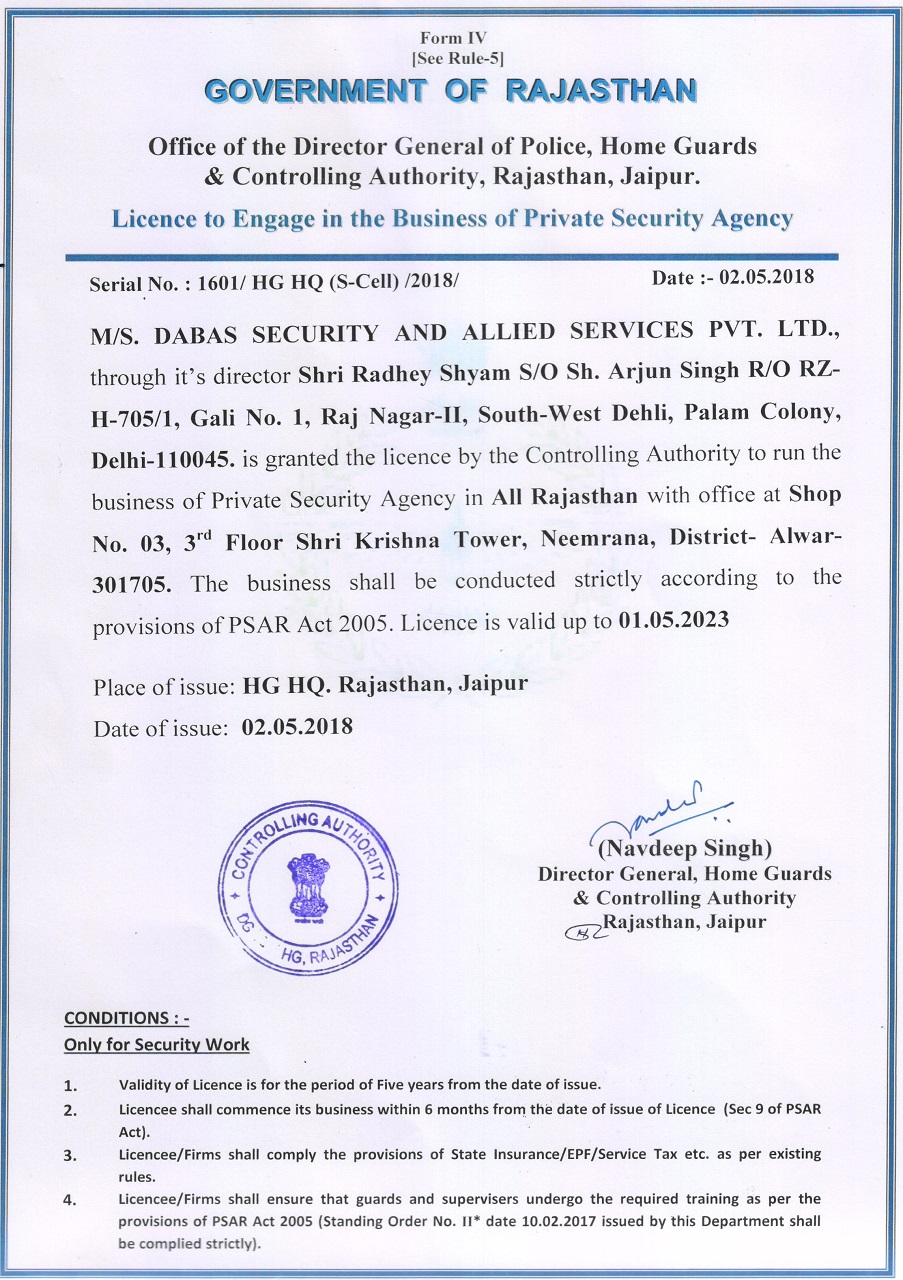 Form IV
[See Rule-5]
GOVERNMENT OF RAJASTHAN
Office of the Director General of Police, Home Guards
& Controlling Authority, Rajasthan, Jaipur.
Licence to Engage in the Business of Private Security Agency
Serial No. : 1601/ HG HQ (S-Cell) /2018/ Date :- 02.05.2018
M/S. DABAS SECURITY AND ALLIED SERVICES PVT. LTD.,
through it’s director Shri Radhey Shyam S/O Sh. Arjun Singh R/O RZ-
H-705/1, Gali No. 1, Raj Nagar-II, South-West Dehli, Palam Colony,
Delhi-110045. is granted the licence by the Controlling Authority to run the
business of Private Security Agency in All Rajasthan with office at Shop
No. 03, 3rd Floor Shri Krishna Tower, Neemrana, District- Alwar-
301705. The business shall be conducted strictly according to the
provisions of PSAR Act 2005. Licence is valid up to 01.05.2023
Place of issue: HG HQ. Rajasthan, Jaipur
Date of issue: 02.05.2018
CONTROLLING AUTHORITY
DG HG, RAJASTHAN
(Navdeep Singh)
Director General, Home Guards
& Controlling Authority
Rajasthan, Jaipur
CONDITIONS : -
Only for Security Work
1. Validity of Licence is for the period of Five years from the date of issue.
2. Licencee shall commence its business within 6 months from the date of issue of Licence (Sec 9 of PSAR
Act).
3. Licencee/Firms shall comply the provisions of State Insurance/EPF/Service Tax etc. as per existing
rules.
4. Licencee/Firms shall ensure that guards and supervisers undergo the required training as per the
provisions of PSAR Act 2005 (Standing Order No. II* date 10.02.2017 issued by this Department shall
be complied strictly).